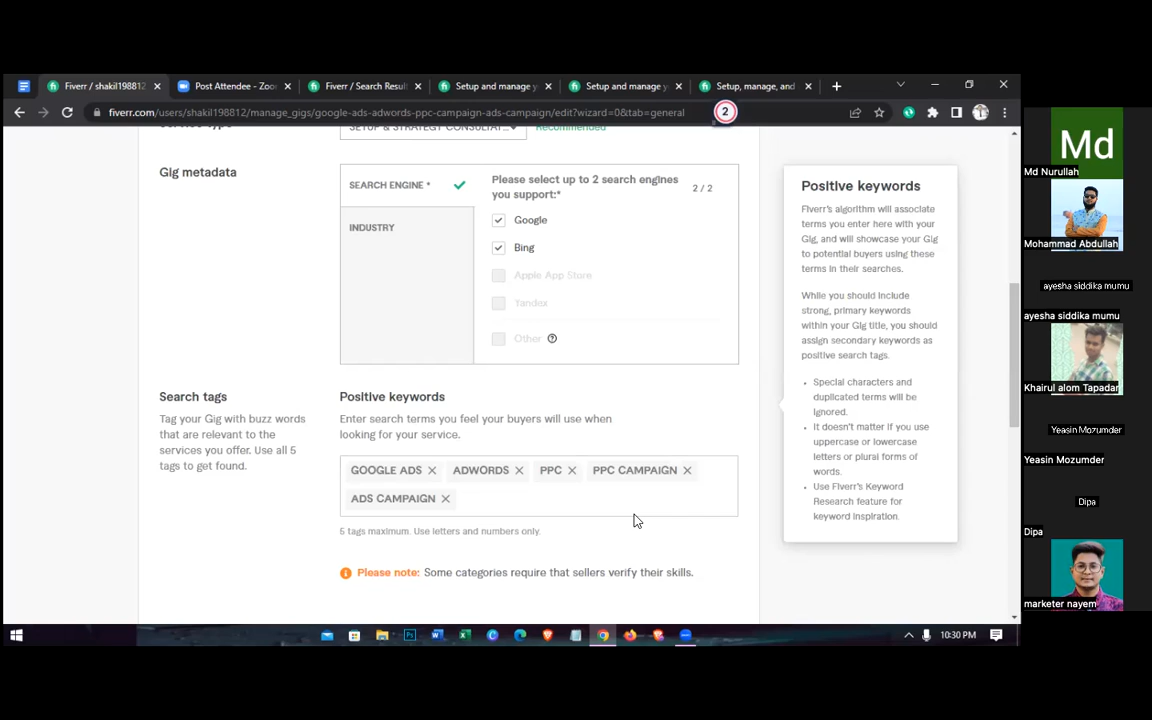 Fiverr / shakil198812
Post Attendee - Zoo
Fiverr / Search Resul
Setup and manage y
Setup and manage y
Setup, manage, and
fiverr.com/users/shakil198812/manage_gigs/google-ads-adwords-ppc-campaign-ads-campaign/edit?wizard=0&tab=general
2
SETUP & STRATEGY CONSULTAT...
Recommended
Gig metadata
SEARCH ENGINE *
INDUSTRY
Please select up to 2 search engines
you support:*
2 / 2
Google
Bing
Apple App Store
Yandex
Other
Search tags
Tag your Gig with buzz words
that are relevant to the
services you offer. Use all 5
tags to get found.
Positive keywords
Enter search terms you feel your buyers will use when
looking for your service.
GOOGLE ADS
ADWORDS
PPC
PPC CAMPAIGN
ADS CAMPAIGN
5 tags maximum. Use letters and numbers only.
Please note: Some categories require that sellers verify their skills.
Positive keywords
Fiverr's algorithm will associate
terms you enter here with your
Gig, and will showcase your Gig
to potential buyers using these
terms in their searches.
While you should include
strong, primary keywords
within your Gig title, you should
assign secondary keywords as
positive search tags.
• Special characters and
duplicated terms will be
ignored.
• It doesn't matter if you use
uppercase or lowercase
letters or plural forms of
words.
• Use Fiverr's Keyword
Research feature for
keyword inspiration.
10:30 PM
Md
Md Nurullah
Mohammad Abdullah
ayesha siddika mumu
ayesha siddika mumu
Khairul alom Tapadar
Yeasin Mozumder
Yeasin Mozumder
Dipa
Dipa
marketer nayem